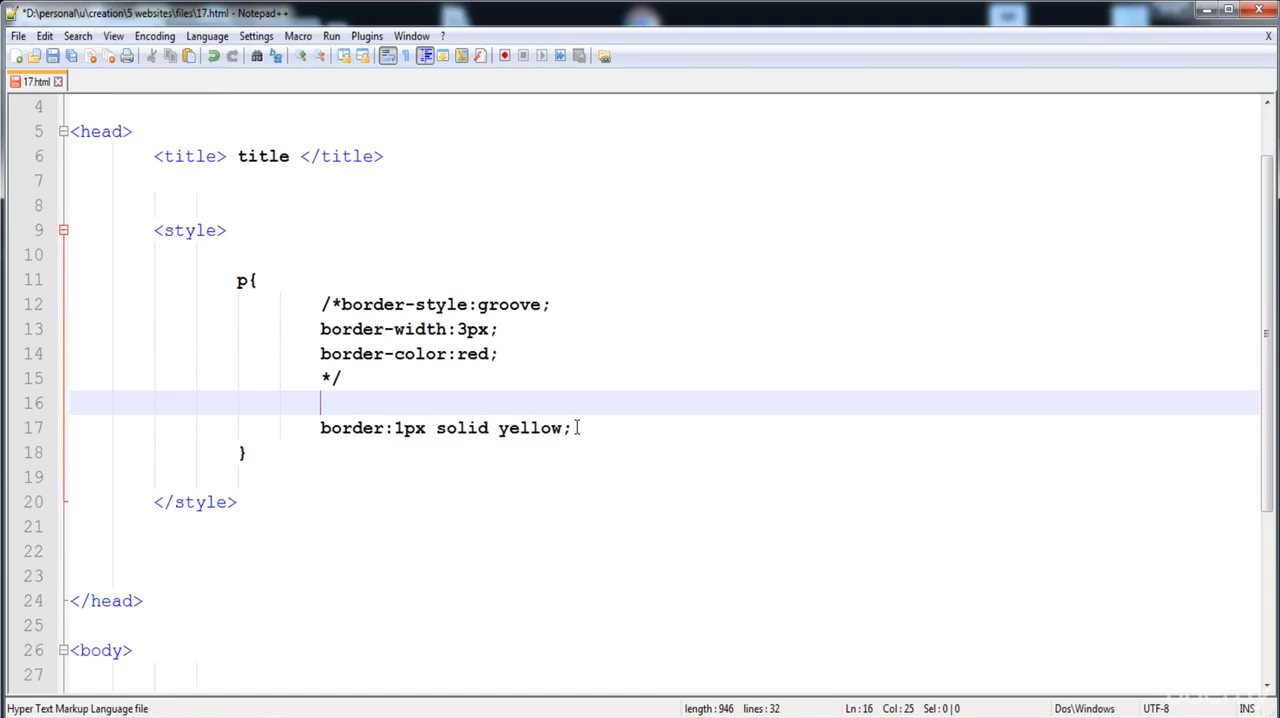 *D:\personal\u\creation\5 websites\files\17.html - Notepad++
File Edit Search View Encoding Language Settings Macro Run Plugins Window ? X
17.html
4
5 <head>
6 <title> title </title>
7
8
9 <style>
10
11 p{
12 /*border-style:groove;
13 border-width:3px;
14 border-color:red;
15 */
16
17 border:1px solid yellow;
18 }
19
20 </style>
21
22
23
24 </head>
25
26 <body>
27
Hyper Text Markup Language file length : 946 lines : 32 Ln : 16 Col : 25 Sel : 0 | 0 Dos\Windows UTF-8 INS